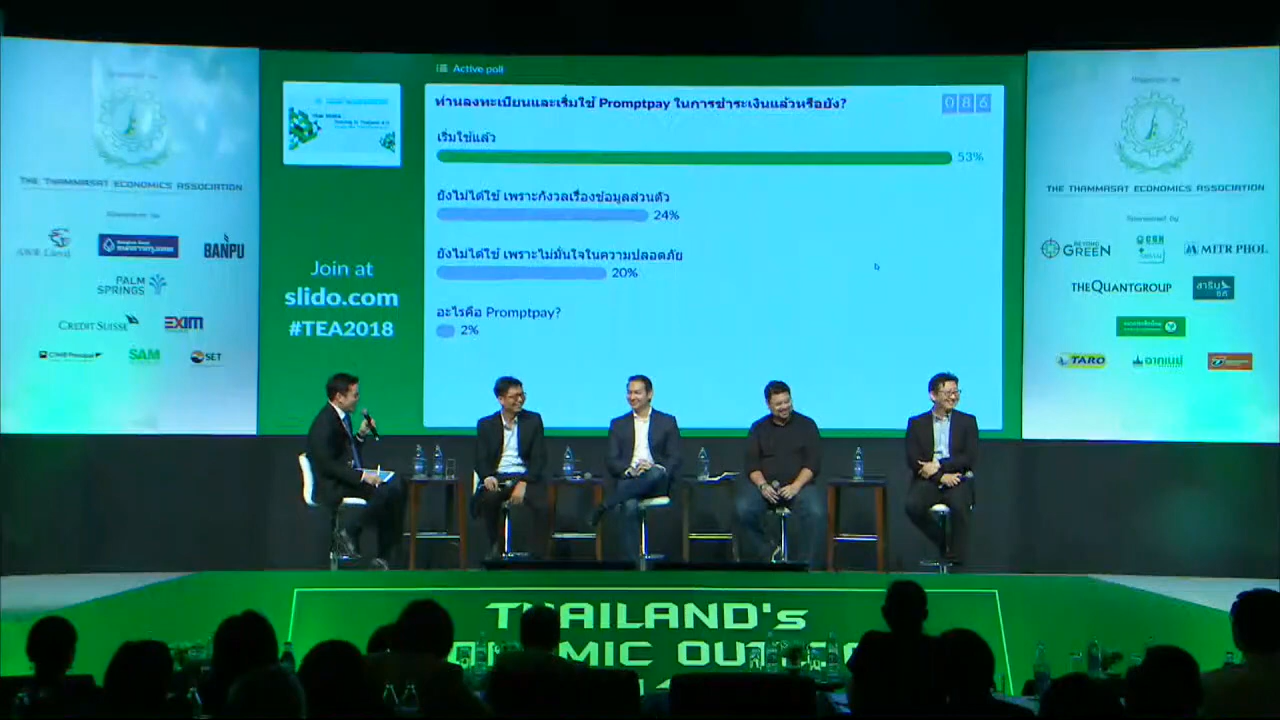 Active poll
ท่านลงทะเบียนและเริ่มใช้ Promptpay ในการชำระเงินแล้วหรือยัง?
086
เริ่มใช้แล้ว
53%
ยังไม่ได้ใช้ เพราะกังวลเรื่องข้อมูลส่วนตัว
24%
ยังไม่ได้ใช้ เพราะไม่มั่นใจในความปลอดภัย
20%
อะไรคือ Promptpay?
2%
Join at
slido.com
#TEA2018
THE THAMMASAT ECONOMICS ASSOCIATION
BANPU
PALM
SPRINGS
CREDIT SUISSE
EXIM
SAM
SET
THE THAMMASAT ECONOMICS ASSOCIATION
Sponsored by
BEYOND
GREEN
MITR PHOL
THEQUANTGROUP
TARO
THAILAND's